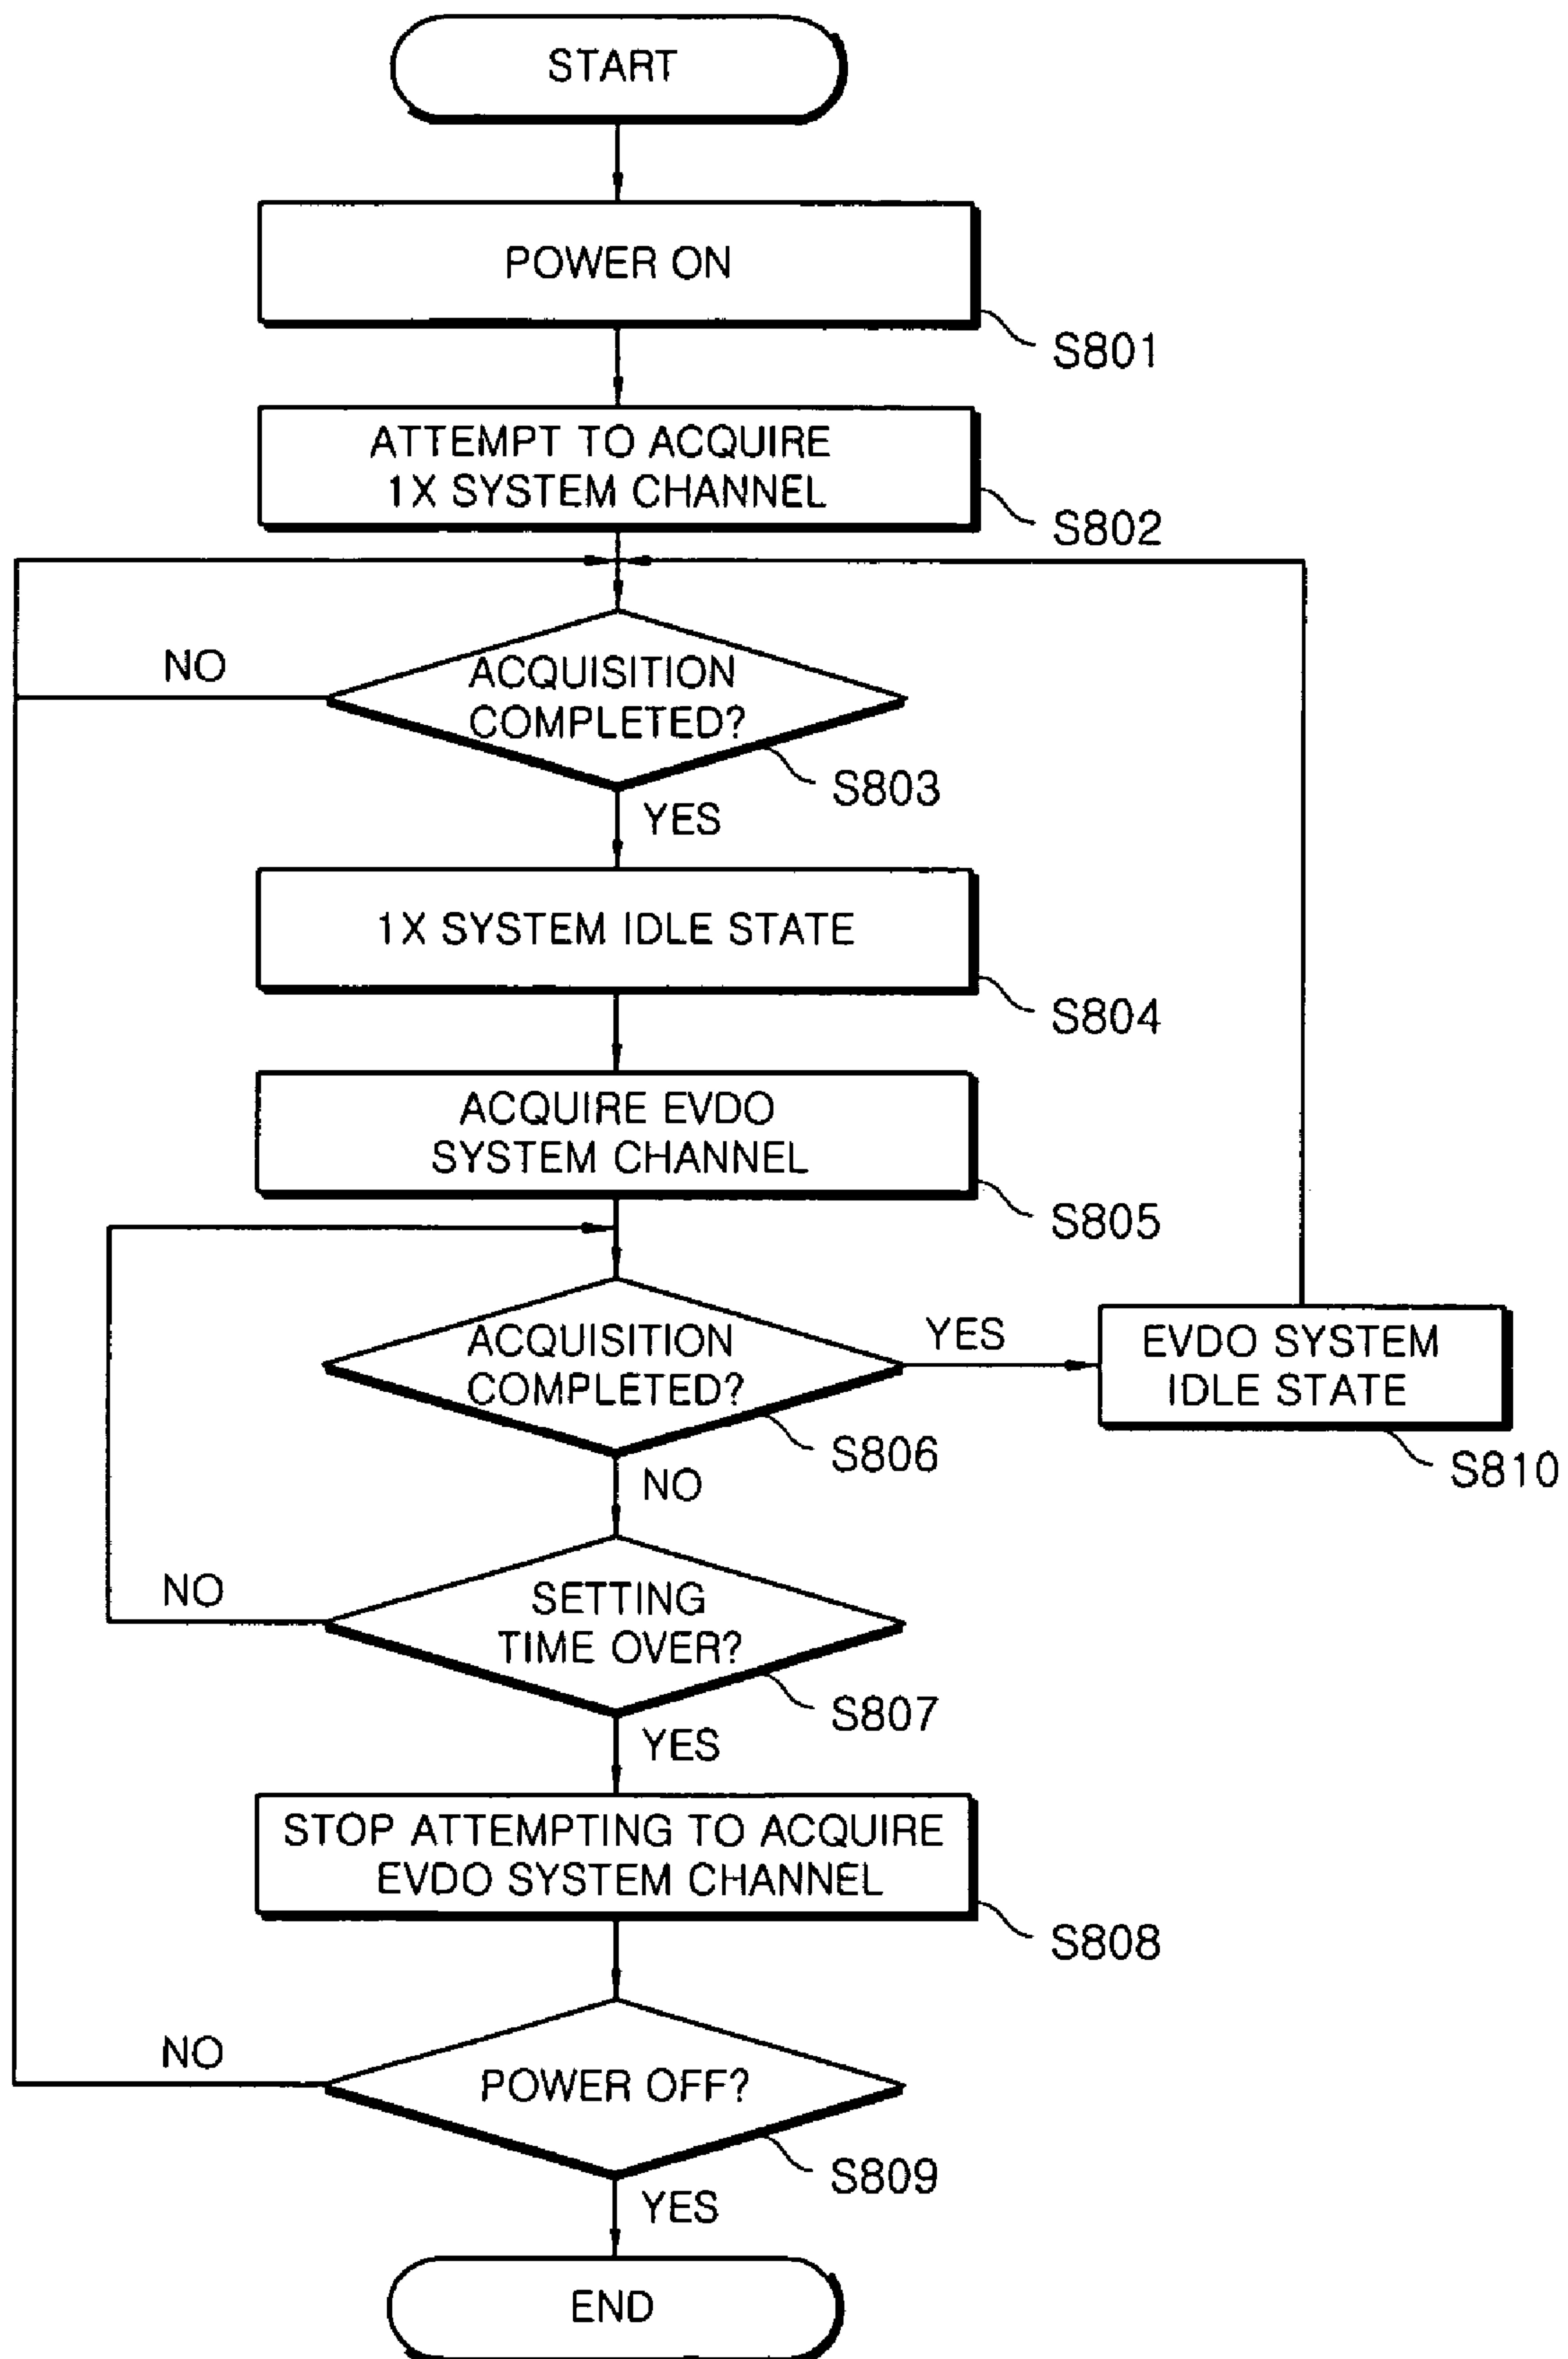 START
POWER ON
S801
ATTEMPT TO ACQUIRE
1X SYSTEM CHANNEL
S802
NO
ACQUISITION
COMPLETED?
S803
YES
1X SYSTEM IDLE STATE
S804
ACQUIRE EVDO
SYSTEM CHANNEL
S805
ACQUISITION
COMPLETED?
S806
YES
EVDO SYSTEM
IDLE STATE
S810
NO
NO
SETTING
TIME OVER?
S807
YES
STOP ATTEMPTING TO ACQUIRE
EVDO SYSTEM CHANNEL
S808
NO
POWER OFF?
S809
YES
END